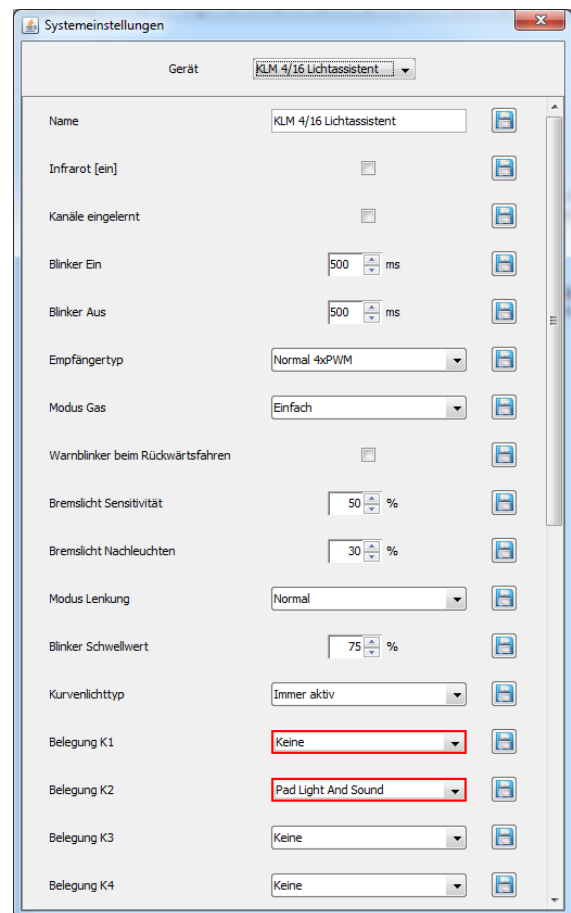 Systemeinstellungen
Gerät KLM 4/16 Lichtassistent
Name KLM 4/16 Lichtassistent
Infrarot [ein]
Kanäle eingelernt
Blinker Ein 500 ms
Blinker Aus 500 ms
Empfängertyp Normal 4xPWM
Modus Gas Einfach
Warnblinker beim Rückwärtsfahren
Bremslicht Sensitivität 50 %
Bremslicht Nachleuchten 30 %
Modus Lenkung Normal
Blinker Schwellwert 75 %
Kurvenlichttyp Immer aktiv
Belegung K1 Keine
Belegung K2 Pad Light And Sound
Belegung K3 Keine
Belegung K4 Keine